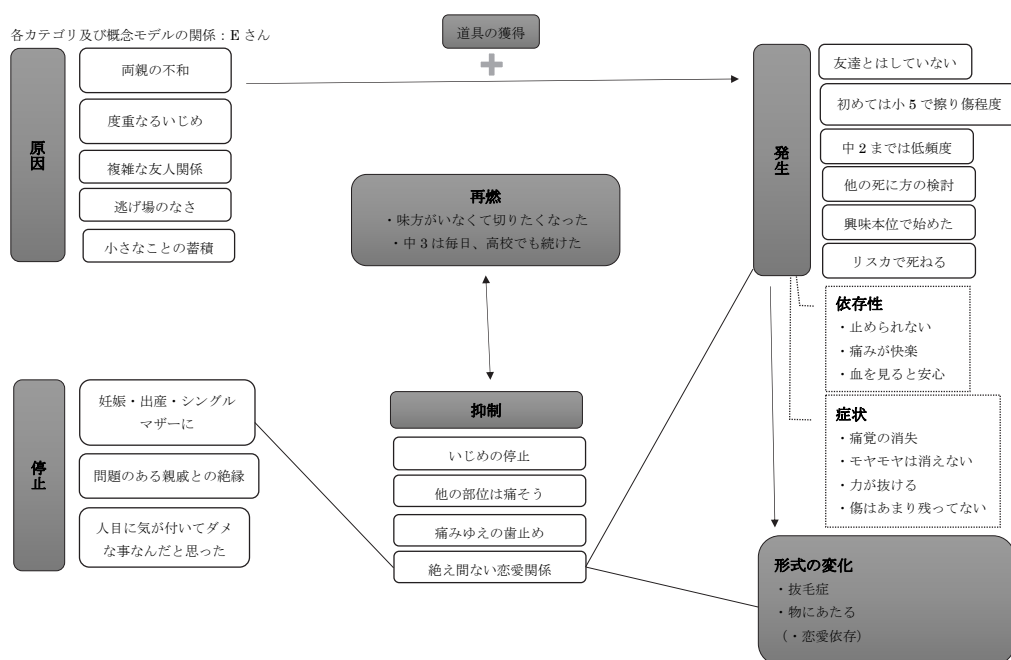 各カテゴリ及び概念モデルの関係：E さん
道具の獲得
原因
両親の不和
度重なるいじめ
複雑な友人関係
逃げ場のなさ
小さなことの蓄積
発生
友達とはしていない
初めては小 5 で擦り傷程度
中 2 までは低頻度
他の死に方の検討
興味本位で始めた
リスカで死ねる
再燃
・味方がいなくて切りたくなった
・中 3 は毎日、高校でも続けた
依存性
・止められない
・痛みが快楽
・血を見ると安心
症状
・痛覚の消失
・モヤモヤは消えない
・力が抜ける
・傷はあまり残ってない
停止
妊娠・出産・シングル
マザーに
問題のある親戚との絶縁
人目に気が付いてダメ
な事なんだと思った
抑制
いじめの停止
他の部位は痛そう
痛みゆえの歯止め
絶え間ない恋愛関係
形式の変化
・抜毛症
・物にあたる
（・恋愛依存）